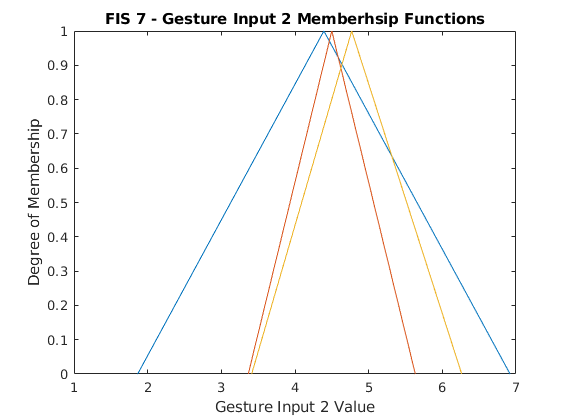 FIS 7 - Gesture Input 2 Memberhsip Functions
1
0.9
0.8
0.7
0.6
0.5
0.4
0.3
0.2
0.1
0
Degree of Membership
1 2 3 4 5 6 7
Gesture Input 2 Value